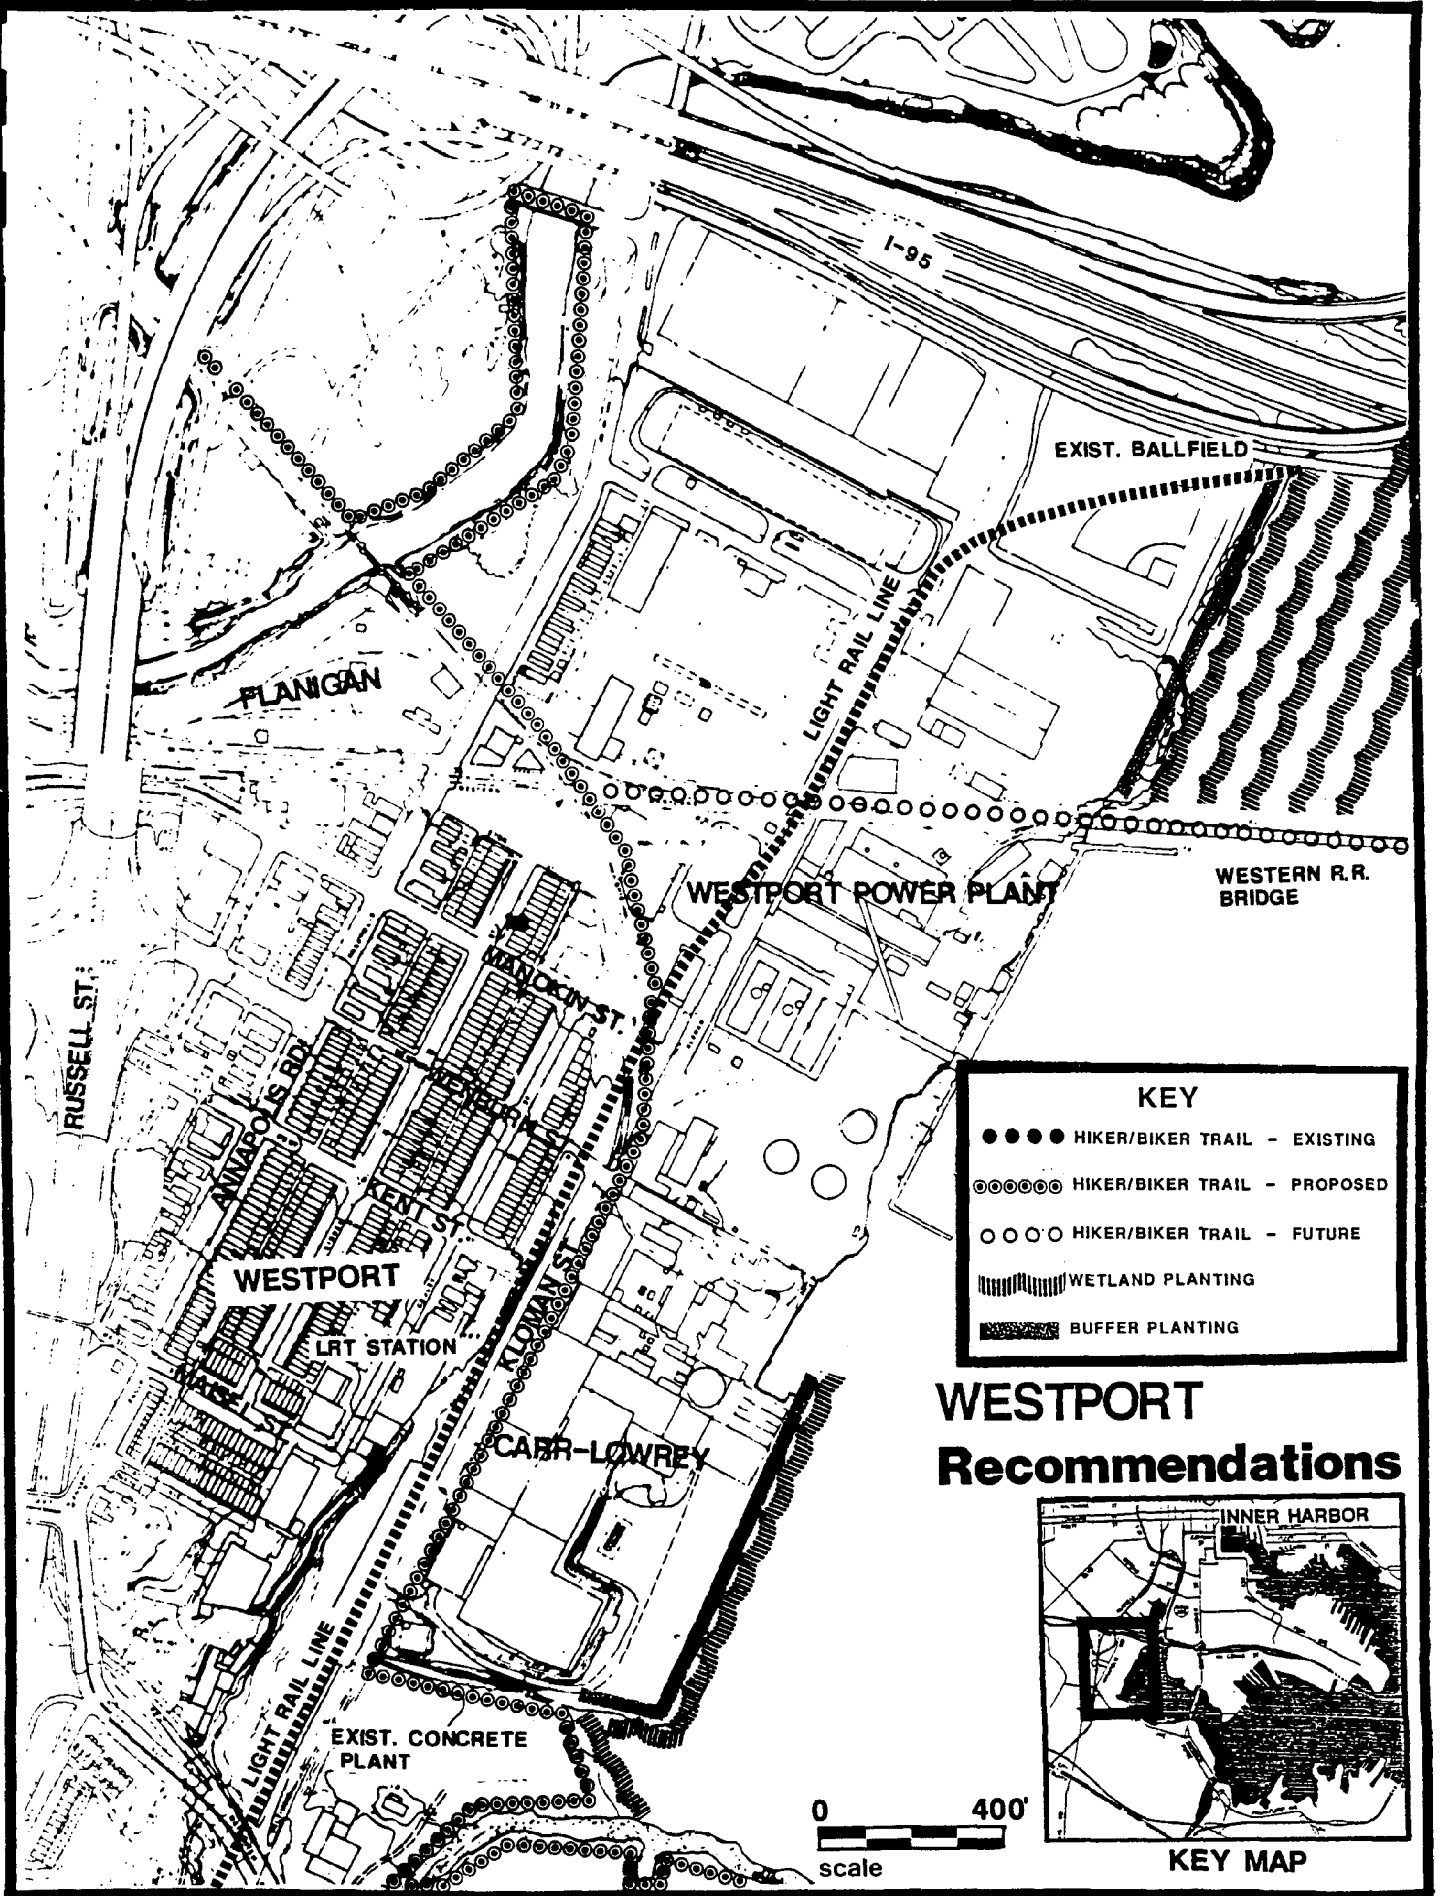 I-95
EXIST. BALLFIELD
LIGHT RAIL LINE
FLANIGAN
WESTERN R.R.
BRIDGE
WESTPORT POWER PLANT
MANOKIN ST.
RUSSELL ST.
ANNAPOLIS RD.
KENT ST
WESTPORT
KLOMAN ST
LRT STATION
CARR-LOWREY
LIGHT RAIL LINE
EXIST. CONCRETE
PLANT
KEY
HIKER/BIKER TRAIL - EXISTING
HIKER/BIKER TRAIL - PROPOSED
HIKER/BIKER TRAIL - FUTURE
WETLAND PLANTING
BUFFER PLANTING
WESTPORT
Recommendations
INNER HARBOR
0 400'
scale
KEY MAP